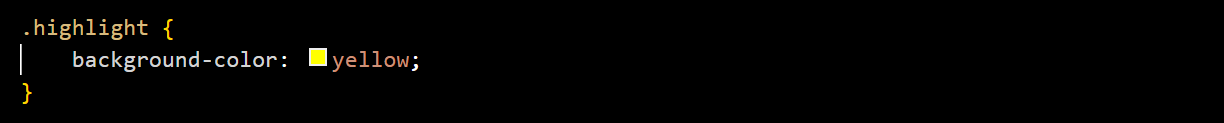 .highlight {
    background-color: yellow;
}